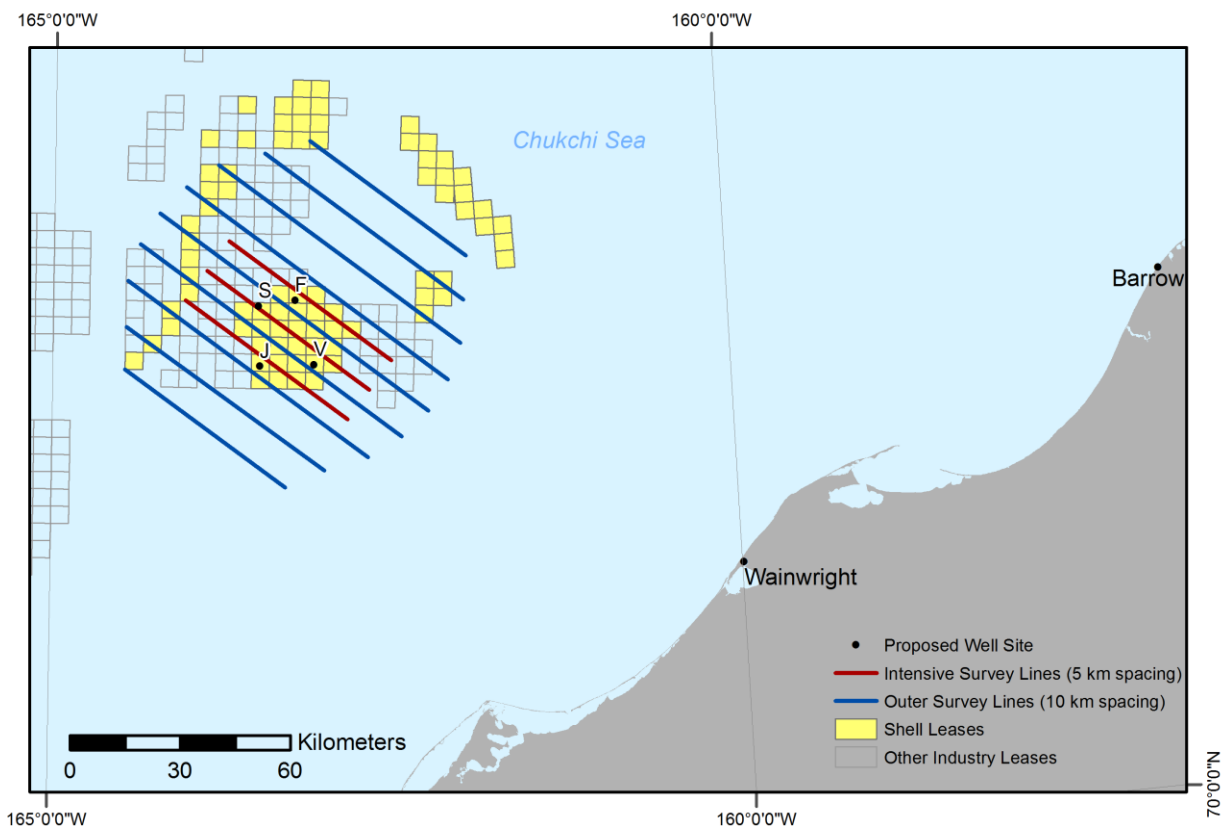 165°0'0"W
160°0'0"W
Chukchi Sea
Barrow
S
F
J
V
Wainwright
Proposed Well Site
Intensive Survey Lines (5 km spacing)
Outer Survey Lines (10 km spacing)
Shell Leases
Other Industry Leases
Kilometers
0 30 60
165°0'0"W
160°0'0"W
70°0'0"N